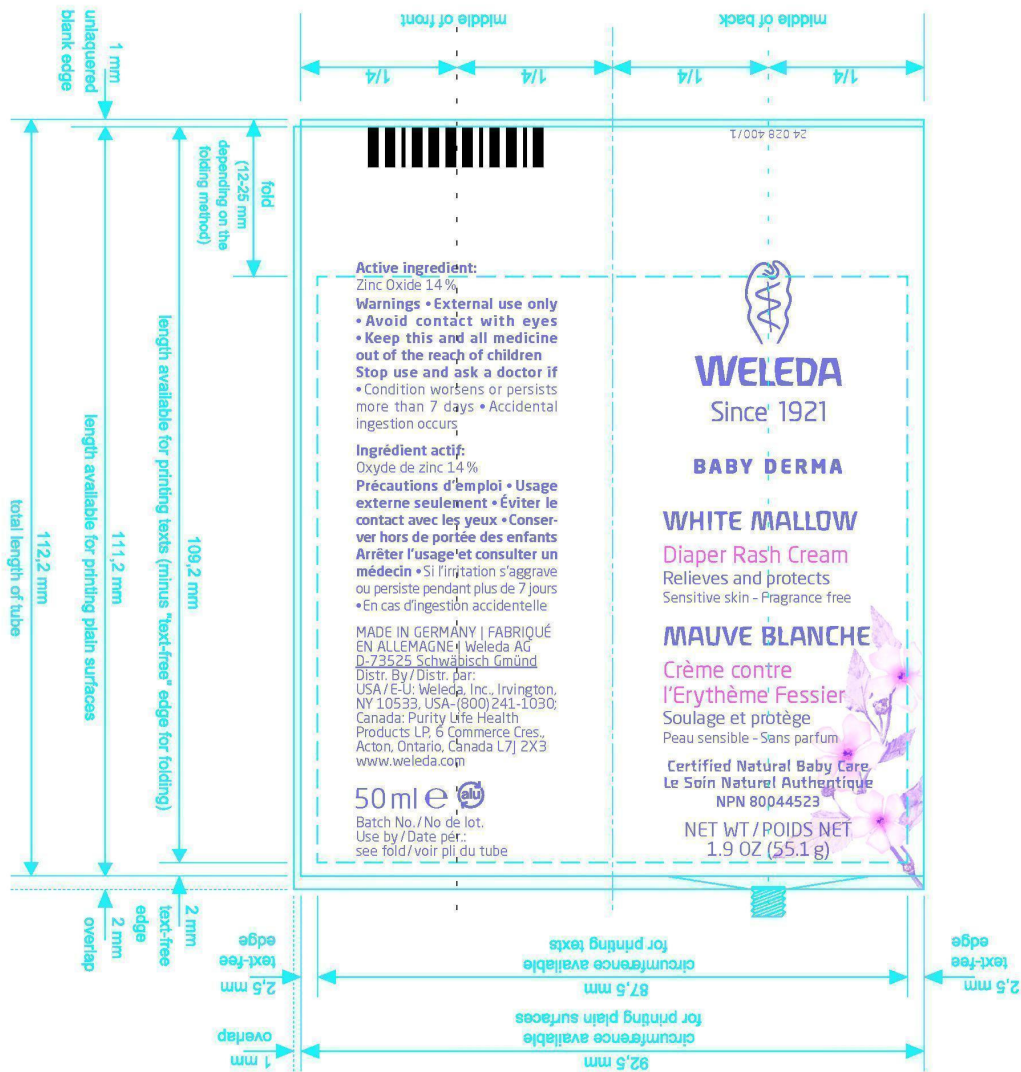 middle of front
middle of back
1/4
1/4
1/4
1/4
1 mm
unlaquered
blank edge
fold
(12-25 mm
depending on the
folding method)
24 028 400/1
Active ingredient:
Zinc Oxide 14 %
Warnings • External use only
• Avoid contact with eyes
• Keep this and all medicine
out of the reach of children
Stop use and ask a doctor if
• Condition worsens or persists
more than 7 days • Accidental
ingestion occurs
Ingrédient actif:
Oxyde de zinc 14 %
Précautions d'emploi • Usage
externe seulement • Éviter le
contact avec les yeux • Conser-
ver hors de portée des enfants
Arrêter l'usage et consulter un
médecin • Si l'irritation s'aggrave
ou persiste pendant plus de 7 jours
• En cas d'ingestion accidentelle
MADE IN GERMANY | FABRIQUÉ
EN ALLEMAGNE | Weleda AG
D-73525 Schwäbisch Gmünd
Distr. By / Distr. par:
USA / E-U: Weleda, Inc., Irvington,
NY 10533, USA-(800) 241-1030;
Canada: Purity Life Health
Products LP, 6 Commerce Cres.,
Acton, Ontario, Canada L7J 2X3
www.weleda.com
50 ml e alu
Batch No. / No de lot.
Use by / Date pér.:
see fold / voir pli du tube
WELEDA
Since 1921
BABY DERMA
WHITE MALLOW
Diaper Rash Cream
Relieves and protects
Sensitive skin – Fragrance free
MAUVE BLANCHE
Crème contre
l'Erythème Fessier
Soulage et protège
Peau sensible – Sans parfum
Certified Natural Baby Care
Le Soin Naturel Authentique
NPN 80044523
NET WT / POIDS NET
1.9 OZ (55.1 g)
109,2 mm
length available for printing texts (minus "text-free" edge for folding)
111,2 mm
length available for printing plain surfaces
112,2 mm
total length of tube
2 mm
text-free
edge
2 mm
overlap
2,5 mm
text-fee
edge
87,5 mm
circumference available
for printing texts
2,5 mm
text-fee
edge
1 mm
overlap
92,5 mm
circumference available
for printing plain surfaces